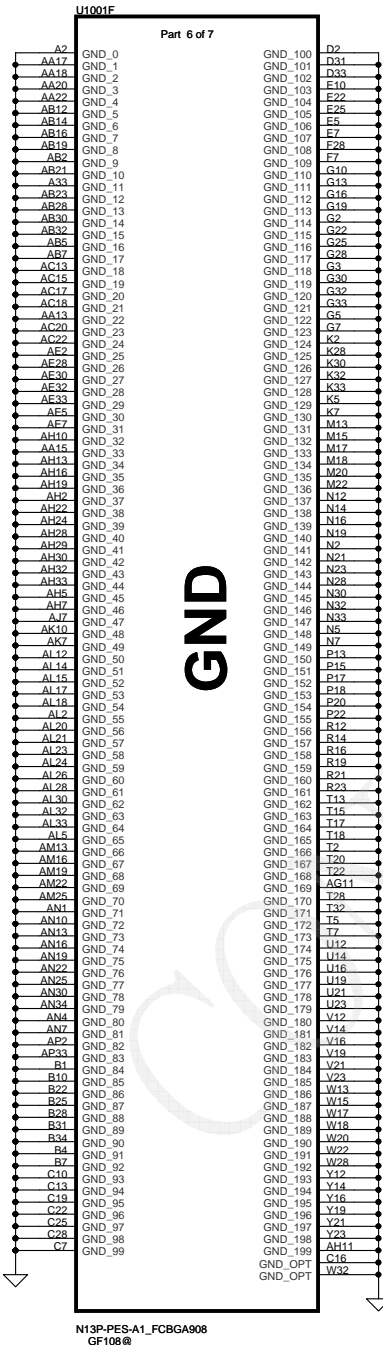 U1001F
Part 6 of 7
A2 GND_0
AA17 GND_1
AA18 GND_2
AA20 GND_3
AA22 GND_4
AB12 GND_5
AB14 GND_6
AB16 GND_7
AB19 GND_8
AB2 GND_9
AB21 GND_10
A33 GND_11
AB23 GND_12
AB28 GND_13
AB30 GND_14
AB32 GND_15
AB5 GND_16
AB7 GND_17
AC13 GND_18
AC15 GND_19
AC17 GND_20
AC18 GND_21
AA13 GND_22
AC20 GND_23
AC22 GND_24
AE2 GND_25
AE28 GND_26
AE30 GND_27
AE32 GND_28
AE33 GND_29
AE5 GND_30
AE7 GND_31
AH10 GND_32
AA15 GND_33
AH13 GND_34
AH16 GND_35
AH19 GND_36
AH2 GND_37
AH22 GND_38
AH24 GND_39
AH28 GND_40
AH29 GND_41
AH30 GND_42
AH32 GND_43
AH33 GND_44
AH5 GND_45
AH7 GND_46
AJ7 GND_47
AK10 GND_48
AK7 GND_49
AL12 GND_50
AL14 GND_51
AL15 GND_52
AL17 GND_53
AL18 GND_54
AL2 GND_55
AL20 GND_56
AL21 GND_57
AL23 GND_58
AL24 GND_59
AL26 GND_60
AL28 GND_61
AL30 GND_62
AL32 GND_63
AL33 GND_64
AL5 GND_65
AM13 GND_66
AM16 GND_67
AM19 GND_68
AM22 GND_69
AM25 GND_70
AN1 GND_71
AN10 GND_72
AN13 GND_73
AN16 GND_74
AN19 GND_75
AN22 GND_76
AN25 GND_77
AN30 GND_78
AN34 GND_79
AN4 GND_80
AN7 GND_81
AP2 GND_82
AP33 GND_83
B1 GND_84
B10 GND_85
B22 GND_86
B25 GND_87
B28 GND_88
B31 GND_89
B34 GND_90
B4 GND_91
B7 GND_92
C10 GND_93
C13 GND_94
C19 GND_95
C22 GND_96
C25 GND_97
C28 GND_98
C7 GND_99
GND
GND_100 D2
GND_101 D31
GND_102 D33
GND_103 E10
GND_104 E22
GND_105 E25
GND_106 E5
GND_107 E7
GND_108 F28
GND_109 F7
GND_110 G10
GND_111 G13
GND_112 G16
GND_113 G19
GND_114 G2
GND_115 G22
GND_116 G25
GND_117 G28
GND_118 G3
GND_119 G30
GND_120 G32
GND_121 G33
GND_122 G5
GND_123 G7
GND_124 K2
GND_125 K28
GND_126 K30
GND_127 K32
GND_128 K33
GND_129 K5
GND_130 K7
GND_131 M13
GND_132 M15
GND_133 M17
GND_134 M18
GND_135 M20
GND_136 M22
GND_137 N12
GND_138 N14
GND_139 N16
GND_140 N19
GND_141 N2
GND_142 N21
GND_143 N23
GND_144 N28
GND_145 N30
GND_146 N32
GND_147 N33
GND_148 N5
GND_149 N7
GND_150 P13
GND_151 P15
GND_152 P17
GND_153 P18
GND_154 P20
GND_155 P22
GND_156 R12
GND_157 R14
GND_158 R16
GND_159 R19
GND_160 R21
GND_161 R23
GND_162 T13
GND_163 T15
GND_164 T17
GND_165 T18
GND_166 T2
GND_167 T20
GND_168 T22
GND_169 AG11
GND_170 T28
GND_171 T32
GND_172 T5
GND_173 T7
GND_174 U12
GND_175 U14
GND_176 U16
GND_177 U19
GND_178 U21
GND_179 U23
GND_180 V12
GND_181 V14
GND_182 V16
GND_183 V19
GND_184 V21
GND_185 V23
GND_186 W13
GND_187 W15
GND_188 W17
GND_189 W18
GND_190 W20
GND_191 W22
GND_192 W28
GND_193 Y12
GND_194 Y14
GND_195 Y16
GND_196 Y19
GND_197 Y21
GND_198 Y23
GND_199 AH11
GND_OPT C16
GND_OPT W32
N13P-PES-A1_FCBGA908
GF108@